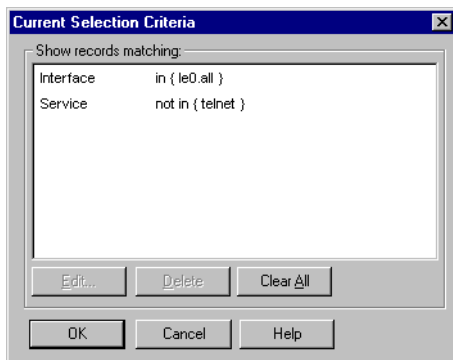 Current Selection Criteria
Show records matching:
Interface in { le0.all }
Service not in { telnet }
Edit... Delete Clear All
OK Cancel Help